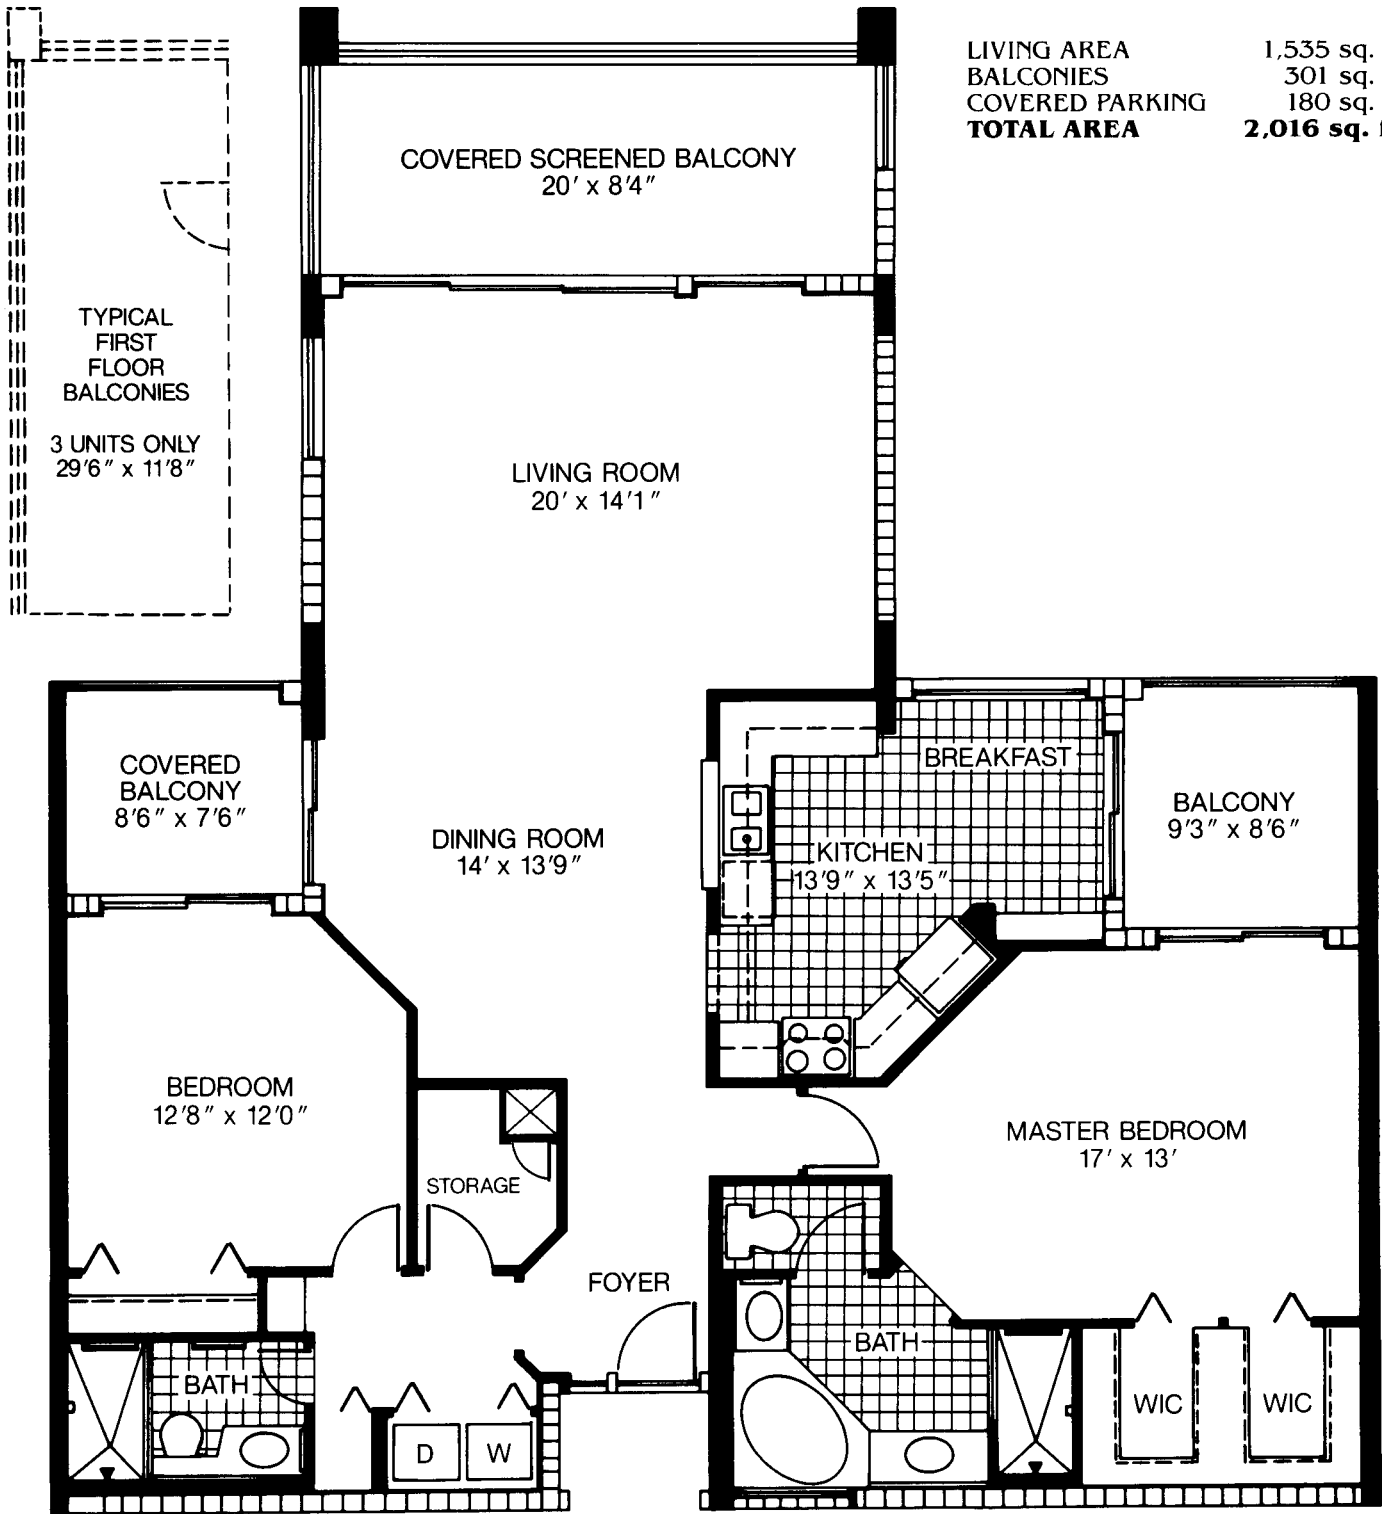 LIVING AREA 1,535 sq.
BALCONIES 301 sq.
COVERED PARKING 180 sq.
TOTAL AREA 2,016 sq.
COVERED SCREENED BALCONY
20' x 8'4"
TYPICAL
FIRST
FLOOR
BALCONIES
3 UNITS ONLY
29'6" x 11'8"
LIVING ROOM
20' x 14'1"
COVERED
BALCONY
8'6" x 7'6"
DINING ROOM
14' x 13'9"
BREAKFAST
KITCHEN
13'9" x 13'5"
BALCONY
9'3" x 8'6"
BEDROOM
12'8" x 12'0"
STORAGE
MASTER BEDROOM
17' x 13'
FOYER
BATH
BATH
D
W
WIC
WIC